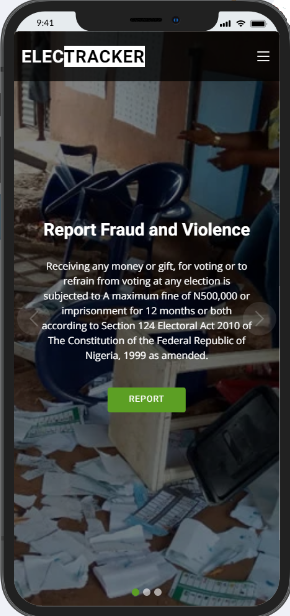 9:41
ELECTRACKER
Report Fraud and Violence
Receiving any money or gift, for voting or to
refrain from voting at any election is
subjected to A maximum fine of N500,000 or
imprisonment for 12 months or both
according to Section 124 Electoral Act 2010 of
The Constitution of the Federal Republic of
Nigeria, 1999 as amended.
REPORT